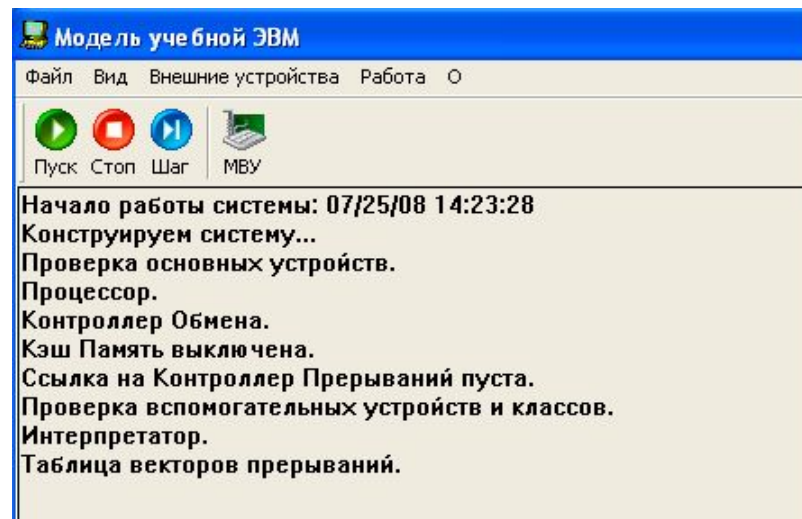 Модель учебной ЭВМ
Файл Вид Внешние устройства Работа О
Пуск Стоп Шаг МВУ
Начало работы системы: 07/25/08 14:23:28
Конструируем систему...
Проверка основных устройств.
Процессор.
Контроллер Обмена.
Кэш Память выключена.
Ссылка на Контроллер Прерываний пуста.
Проверка вспомогательных устройств и классов.
Интерпретатор.
Таблица векторов прерываний.